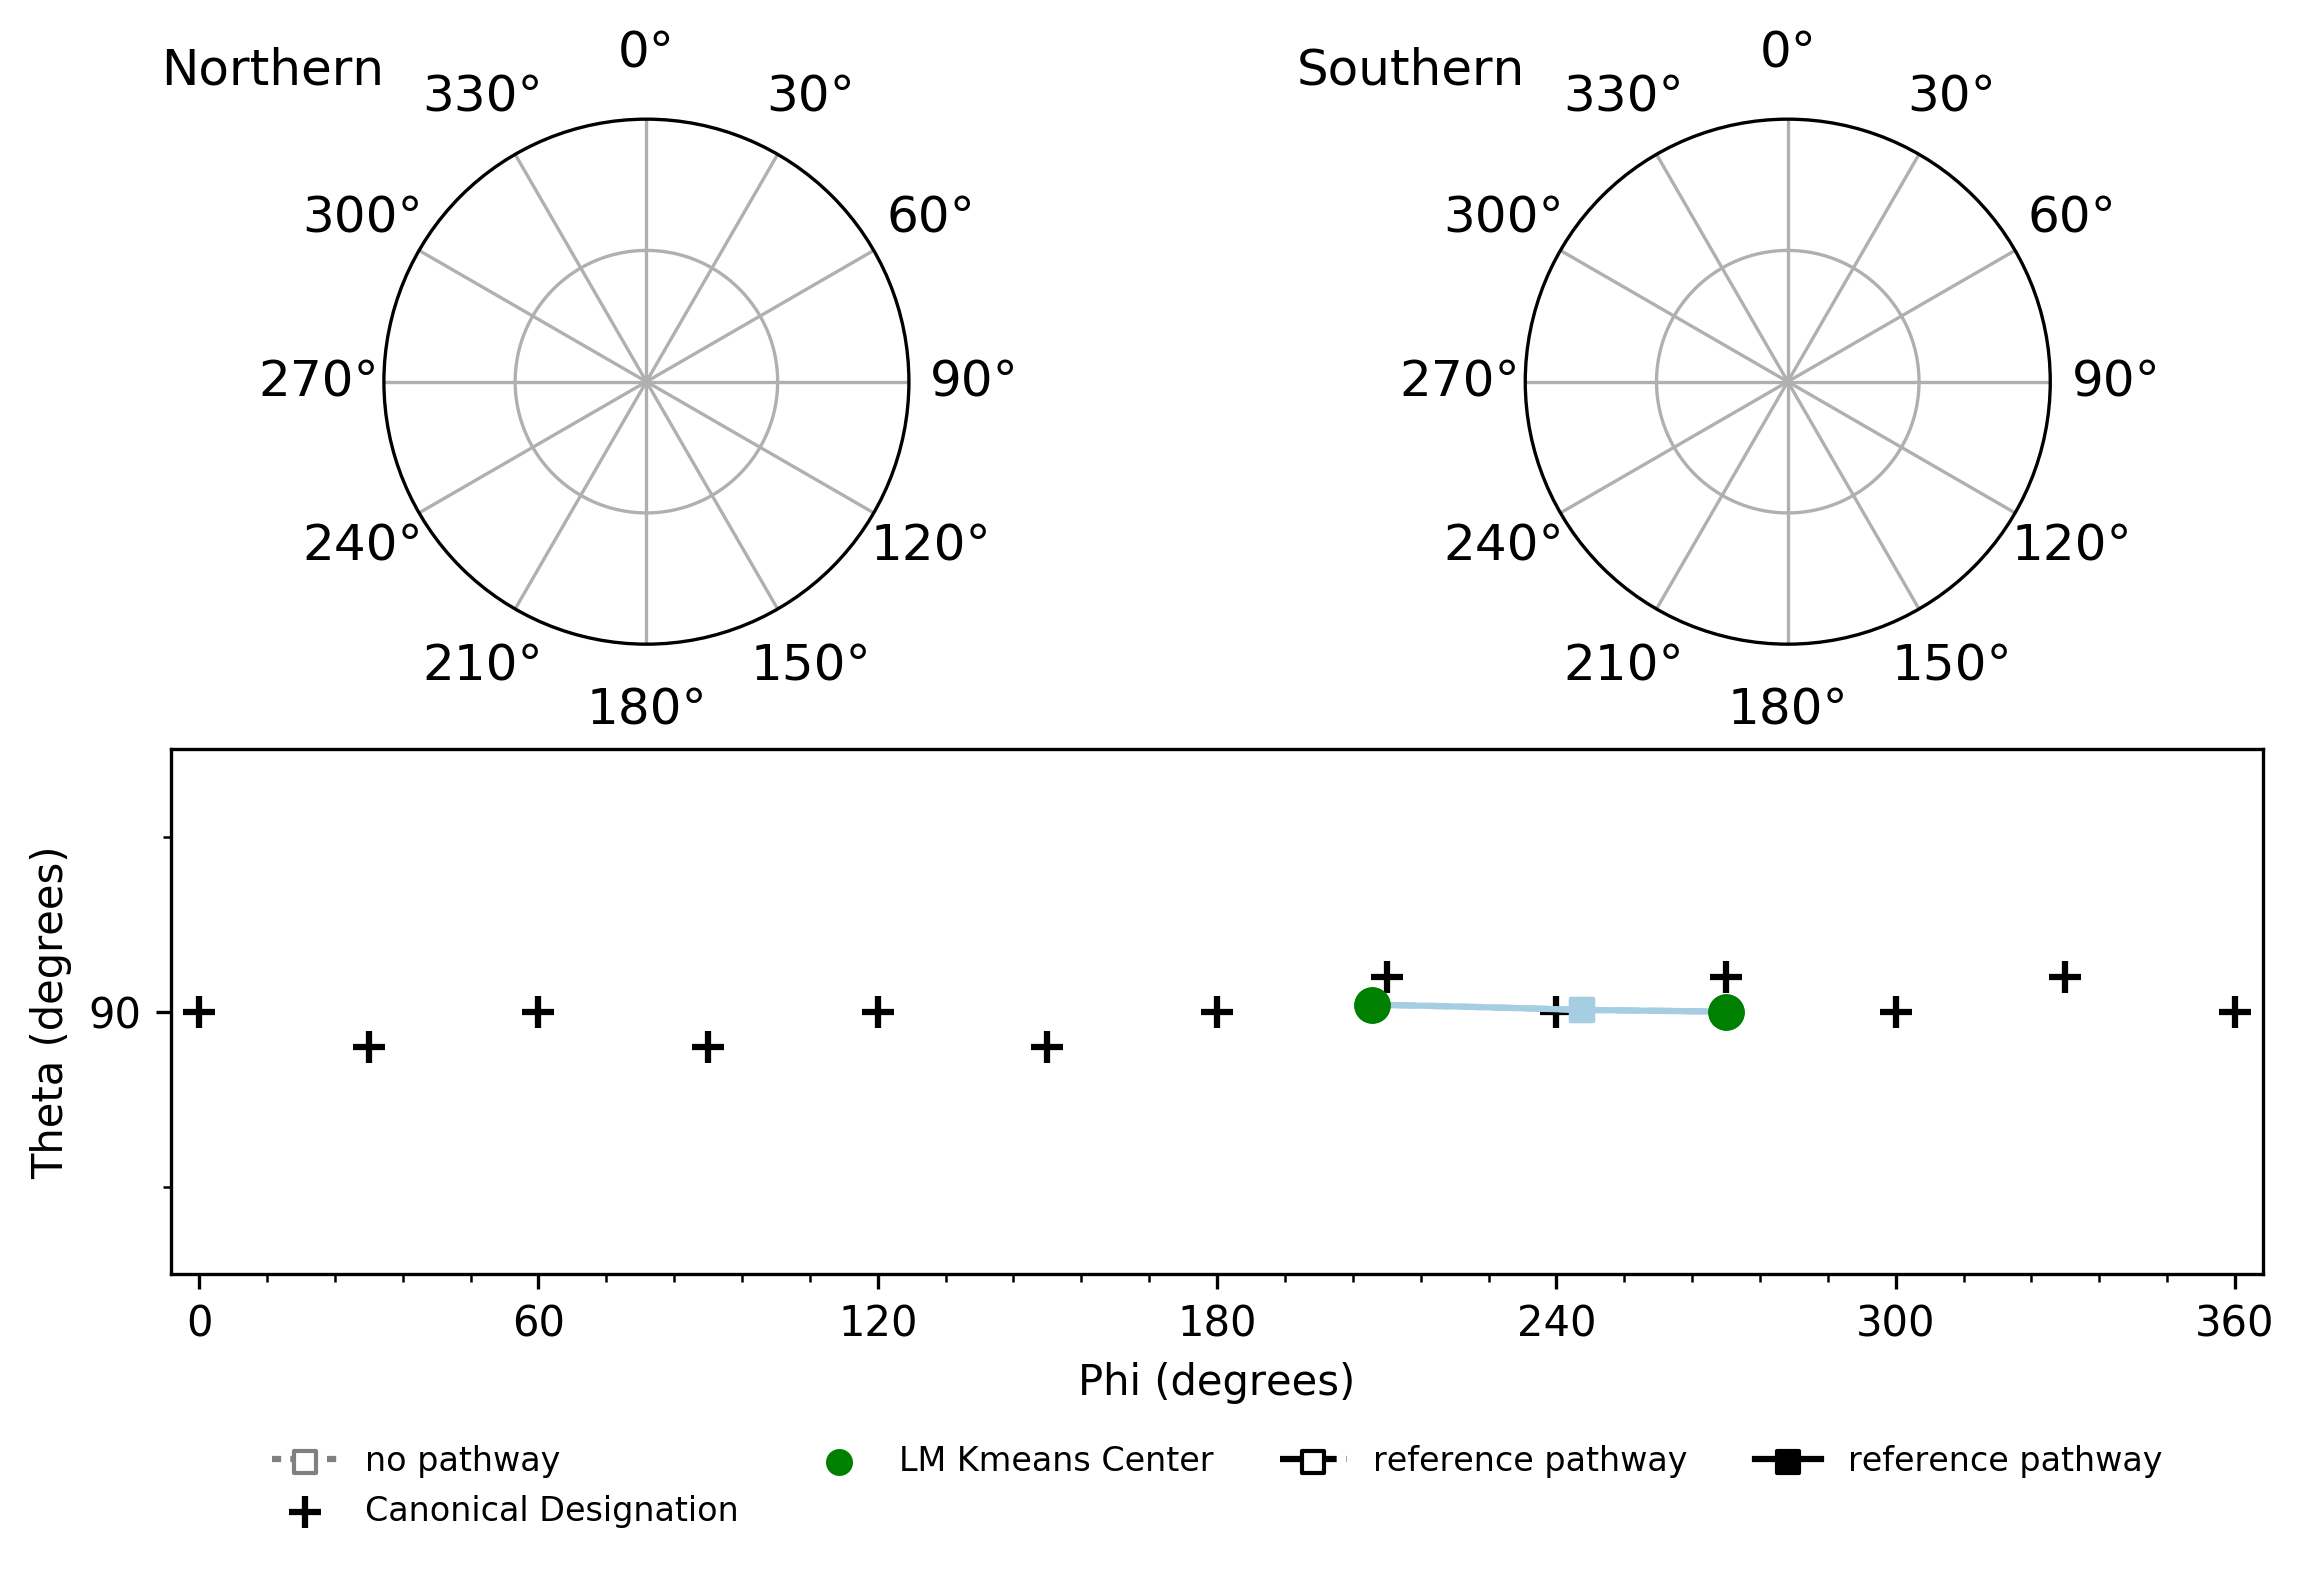 Northern
0°
330°
30°
300°
60°
270°
90°
240°
120°
210°
150°
180°
Southern
0°
330°
30°
300°
60°
270°
90°
240°
120°
210°
150°
180°
Theta (degrees)
90
0 60 120 180 240 300 360
Phi (degrees)
no pathway
Canonical Designation
LM Kmeans Center
reference pathway
reference pathway